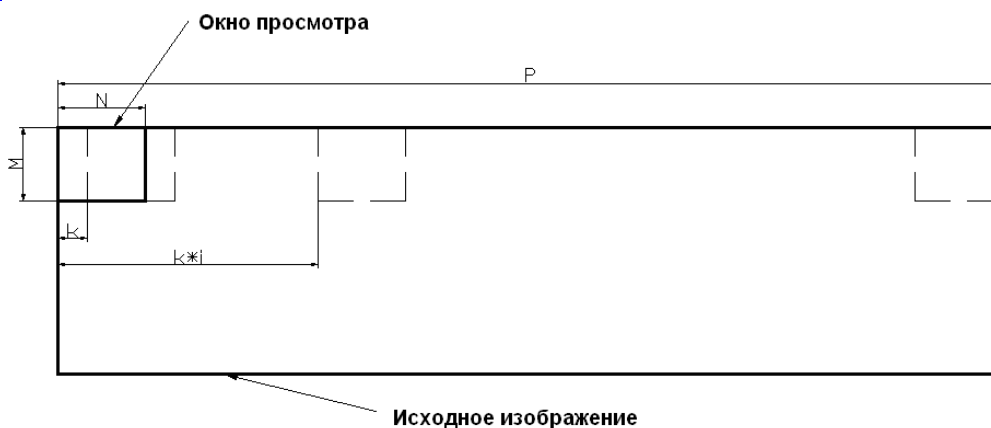 Окно просмотра
P
N
M
k
k*i
Исходное изображение